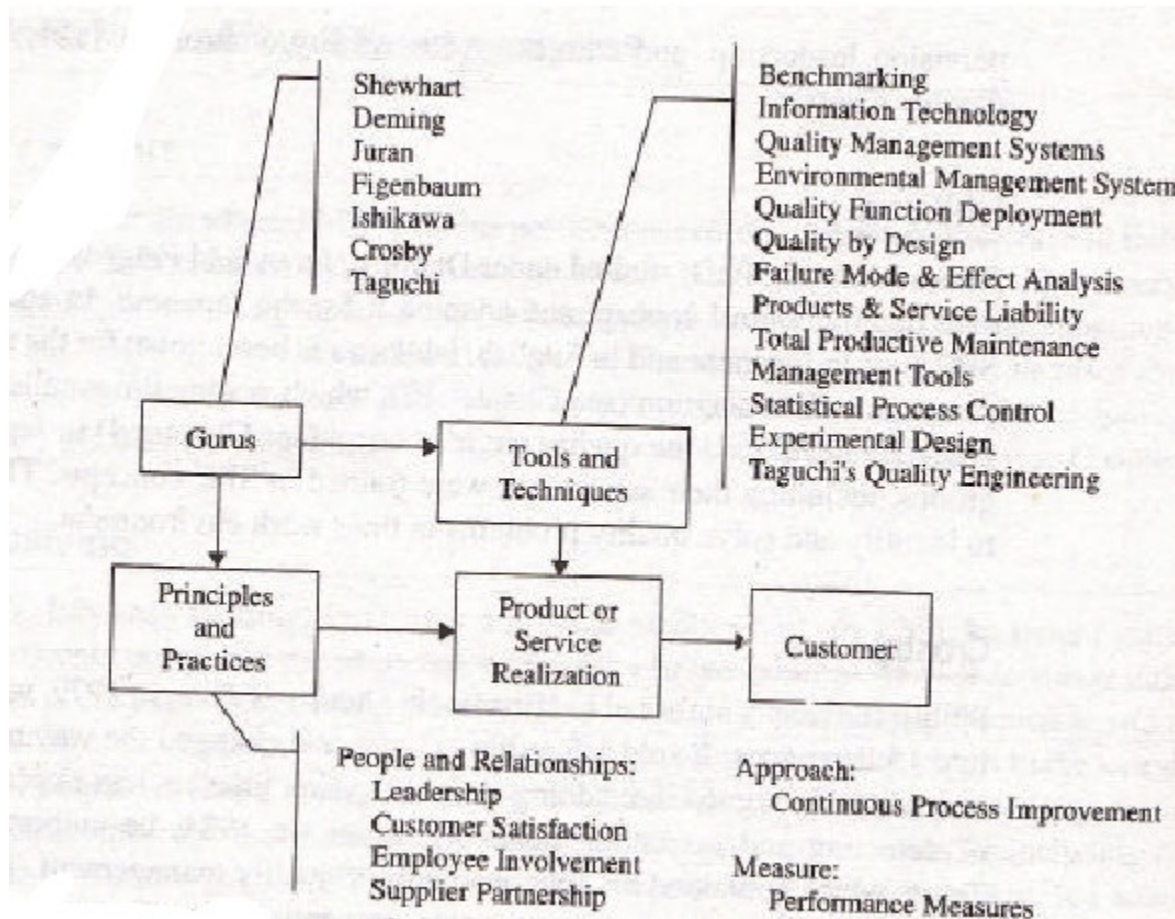 Shewhart
Deming
Juran
Figenbaum
Ishikawa
Crosby
Taguchi
Benchmarking
Information Technology
Quality Management Systems
Environmental Management System
Quality Function Deployment
Quality by Design
Failure Mode & Effect Analysis
Products & Service Liability
Total Productive Maintenance
Management Tools
Statistical Process Control
Experimental Design
Taguchi's Quality Engineering
Gurus
Tools and
Techniques
Principles
and
Practices
Product or
Service
Realization
Customer
People and Relationships:
Leadership
Customer Satisfaction
Employee Involvement
Supplier Partnership
Approach:
Continuous Process Improvement
Measure:
Performance Measures